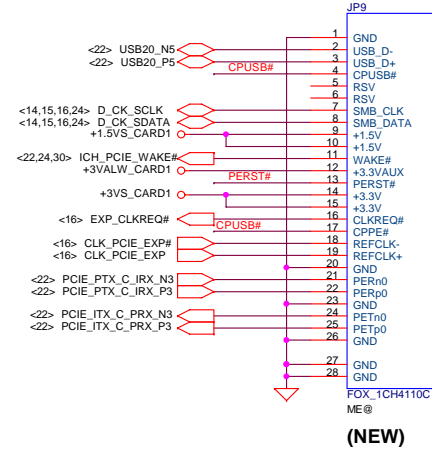 JP9
1 GND
<22> USB20_N5 2 USB_D-
<22> USB20_P5 3 USB_D+
CPUSB# 4 CPUSB#
5 RSV
6 RSV
<14,15,16,24> D_CK_SCLK 7 SMB_CLK
<14,15,16,24> D_CK_SDATA 8 SMB_DATA
+1.5VS_CARD1 9 +1.5V
10 +1.5V
<22,24,30> ICH_PCIE_WAKE# 11 WAKE#
+3VALW_CARD1 12 +3.3VAUX
PERST# 13 PERST#
+3VS_CARD1 14 +3.3V
15 +3.3V
<16> EXP_CLKREQ# 16 CLKREQ#
CPUSB# 17 CPPE#
<16> CLK_PCIE_EXP# 18 REFCLK-
<16> CLK_PCIE_EXP 19 REFCLK+
20 GND
<22> PCIE_PTX_C_IRX_N3 21 PERn0
<22> PCIE_PTX_C_IRX_P3 22 PERp0
23 GND
<22> PCIE_ITX_C_PRX_N3 24 PETn0
<22> PCIE_ITX_C_PRX_P3 25 PETp0
26 GND
27 GND
28 GND
FOX_1CH4110C
ME@
(NEW)